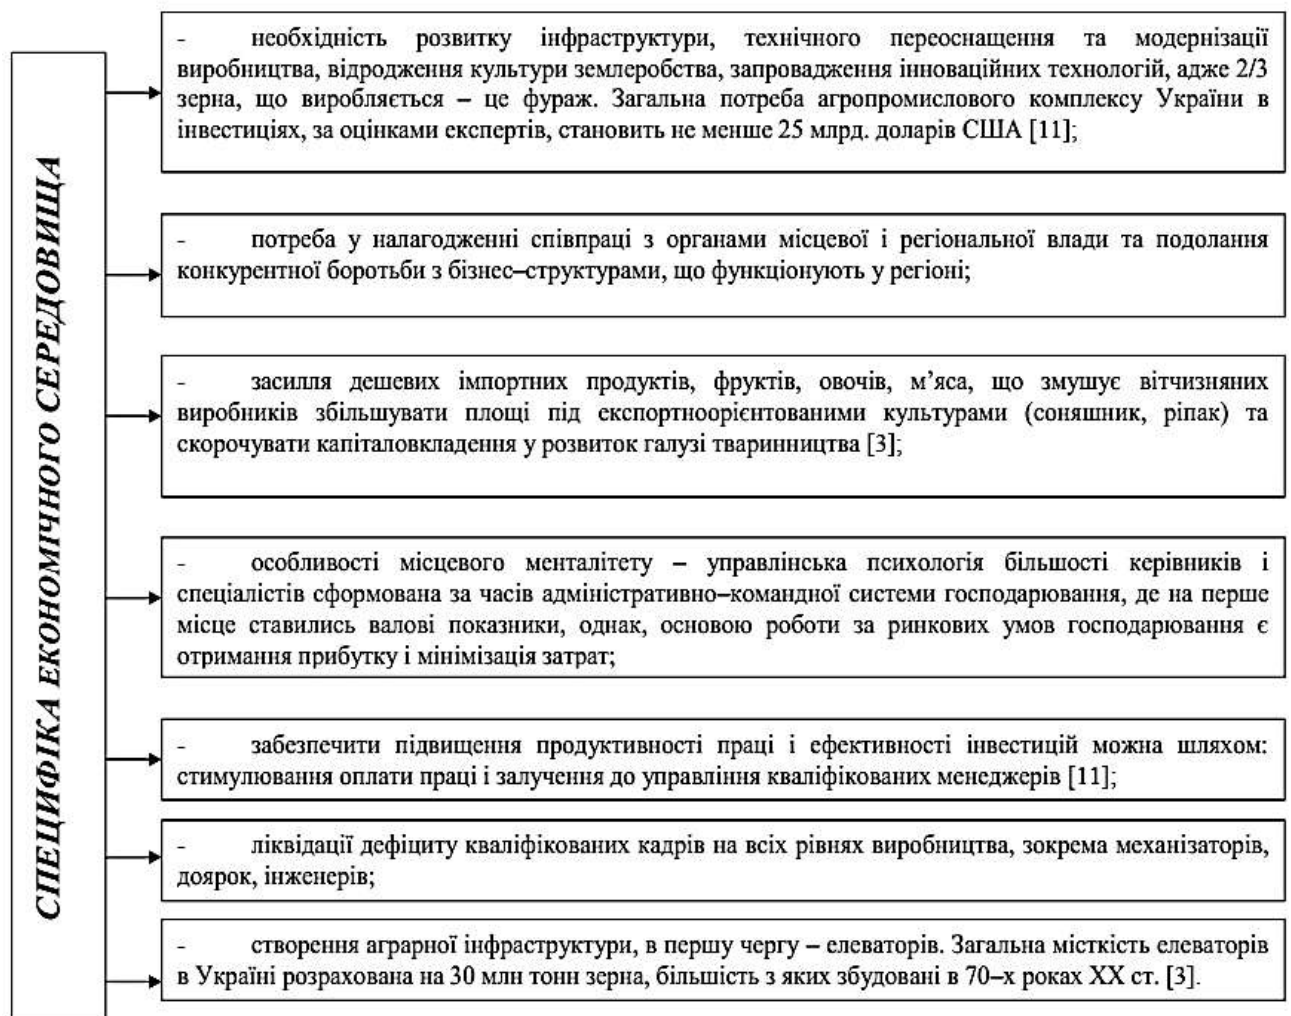 СПЕЦИФІКА ЕКОНОМІЧНОГО СЕРЕДОВИЩА
- необхідність розвитку інфраструктури, технічного переоснащення та модернізації
виробництва, відродження культури землеробства, запровадження інноваційних технологій, адже 2/3
зерна, що виробляється – це фураж. Загальна потреба агропромислового комплексу України в
інвестиціях, за оцінками експертів, становить не менше 25 млрд. доларів США [11];
- потреба у налагодженні співпраці з органами місцевої і регіональної влади та подолання
конкурентної боротьби з бізнес–структурами, що функціонують у регіоні;
- засилля дешевих імпортних продуктів, фруктів, овочів, м’яса, що змушує вітчизняних
виробників збільшувати площі під експортноорієнтованими культурами (соняшник, ріпак) та
скорочувати капіталовкладення у розвиток галузі тваринництва [3];
- особливості місцевого менталітету – управлінська психологія більшості керівників і
спеціалістів сформована за часів адміністративно–командної системи господарювання, де на перше
місце ставились валові показники, однак, основою роботи за ринкових умов господарювання є
отримання прибутку і мінімізація затрат;
- забезпечити підвищення продуктивності праці і ефективності інвестицій можна шляхом:
стимулювання оплати праці і залучення до управління кваліфікованих менеджерів [11];
- ліквідації дефіциту кваліфікованих кадрів на всіх рівнях виробництва, зокрема механізаторів,
доярок, інженерів;
- створення аграрної інфраструктури, в першу чергу – елеваторів. Загальна місткість елеваторів
в Україні розрахована на 30 млн тонн зерна, більшість з яких збудовані в 70–х роках ХХ ст. [3].